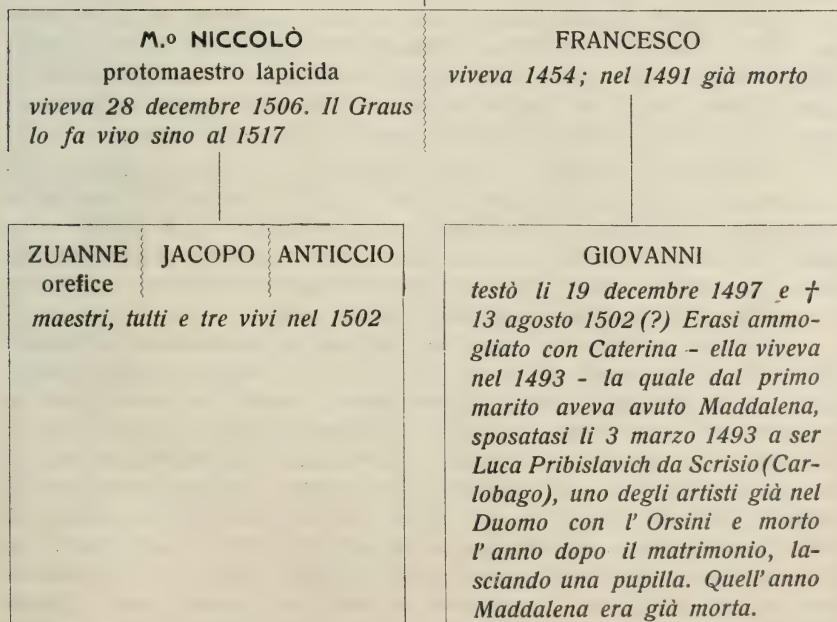 M.º NICCOLÒ
protomaestro lapicida
viveva 28 decembre 1506. Il Graus
lo fa vivo sino al 1517
FRANCESCO
viveva 1454; nel 1491 già morto
ZUANNE
orefice
JACOPO
ANTICCIO
maestri, tutti e tre vivi nel 1502
GIOVANNI
testò li 19 decembre 1497 e †
13 agosto 1502 (?) Erasi ammo-
gliato con Caterina – ella viveva
nel 1493 - la quale dal primo
marito aveva avuto Maddalena,
sposatasi li 3 marzo 1493 a ser
Luca Pribislavich da Scrisio (Car-
lobago), uno degli artisti già nel
Duomo con l' Orsini e morto
l' anno dopo il matrimonio, la-
sciando una pupilla. Quell' anno
Maddalena era già morta.